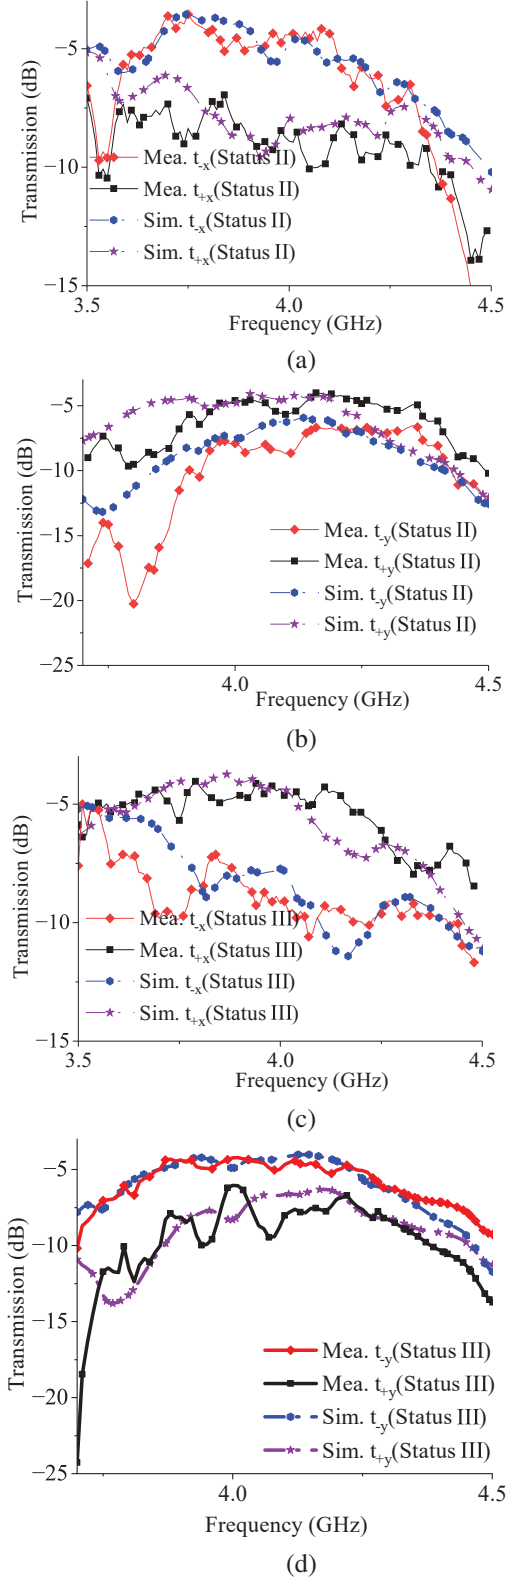 −5
−10
−15
Transmission (dB)
Mea. t-x(Status II)
Mea. t+x(Status II)
Sim. t-x(Status II)
Sim. t+x(Status II)
3.5 4.0 4.5
Frequency (GHz)
(a)
−5
−10
−15
−20
−25
Transmission (dB)
Mea. t-y(Status II)
Mea. t+y(Status II)
Sim. t-y(Status II)
Sim. t+y(Status II)
4.0 4.5
Frequency (GHz)
(b)
−5
−10
−15
Transmission (dB)
Mea. t-x(Status III)
Mea. t+x(Status III)
Sim. t-x(Status III)
Sim. t+x(Status III)
3.5 4.0 4.5
Frequency (GHz)
(c)
−5
−10
−15
−20
−25
Transmission (dB)
Mea. t-y(Status III)
Mea. t+y(Status III)
Sim. t-y(Status III)
Sim. t+y(Status III)
4.0 4.5
Frequency (GHz)
(d)